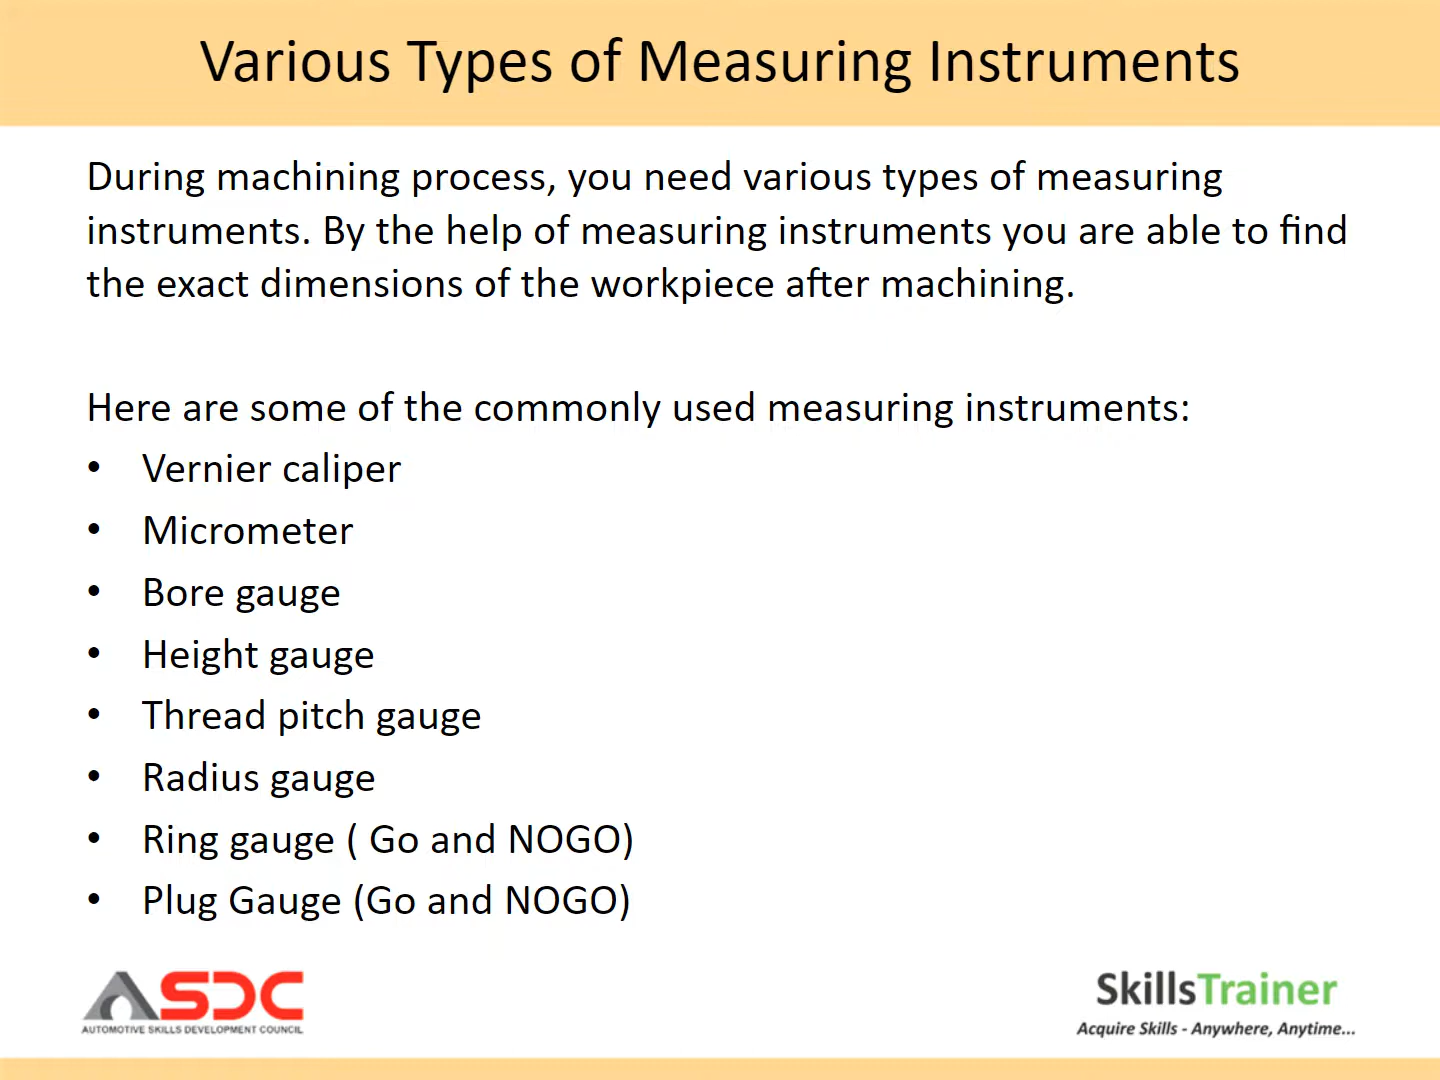 Various Types of Measuring Instruments
During machining process, you need various types of measuring
instruments. By the help of measuring instruments you are able to find
the exact dimensions of the workpiece after machining.
Here are some of the commonly used measuring instruments:
• Vernier caliper
• Micrometer
• Bore gauge
• Height gauge
• Thread pitch gauge
• Radius gauge
• Ring gauge ( Go and NOGO)
• Plug Gauge (Go and NOGO)
ASDC
AUTOMOTIVE SKILLS DEVELOPMENT COUNCIL
SkillsTrainer
Acquire Skills - Anywhere, Anytime...